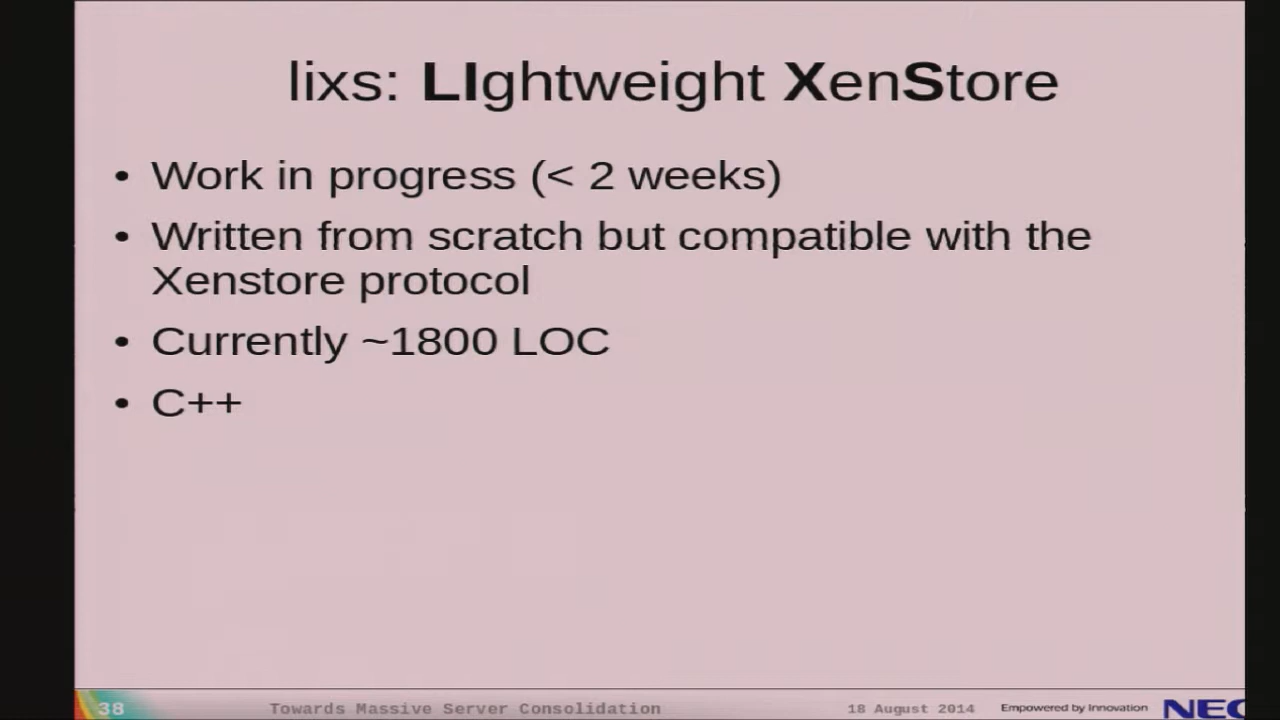 lixs: LIghtweight XenStore
• Work in progress (< 2 weeks)
• Written from scratch but compatible with the
Xenstore protocol
• Currently ~1800 LOC
• C++
38 Towards Massive Server Consolidation 18 August 2014 Empowered by Innovation NEC